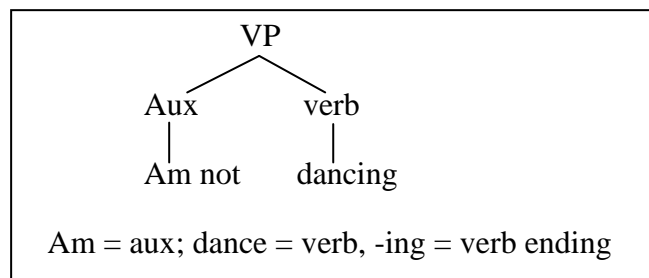 VP
Aux verb
Am not dancing
Am = aux; dance = verb, -ing = verb ending